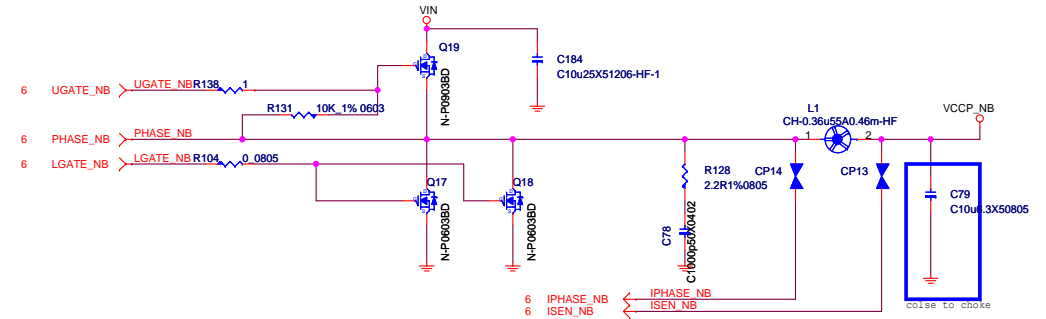 VIN
Q19
C184
C10u25X51206-HF-1
N-P0903BD
6 UGATE_NB UGATE_NB R138 1
R131 10K_1% 0603
L1
CH-0.36u55A0.46m-HF
VCCP_NB
6 PHASE_NB PHASE_NB
1 2
6 LGATE_NB LGATE_NB R104 0_0805
Q17
Q18
N-P0603BD
N-P0603BD
R128
2.2R1%0805
CP14
CP13
C79
C10u6.3X50805
C78
C1000p50X0402
6 IPHASE_NB IPHASE_NB
6 ISEN_NB ISEN_NB
colse to choke